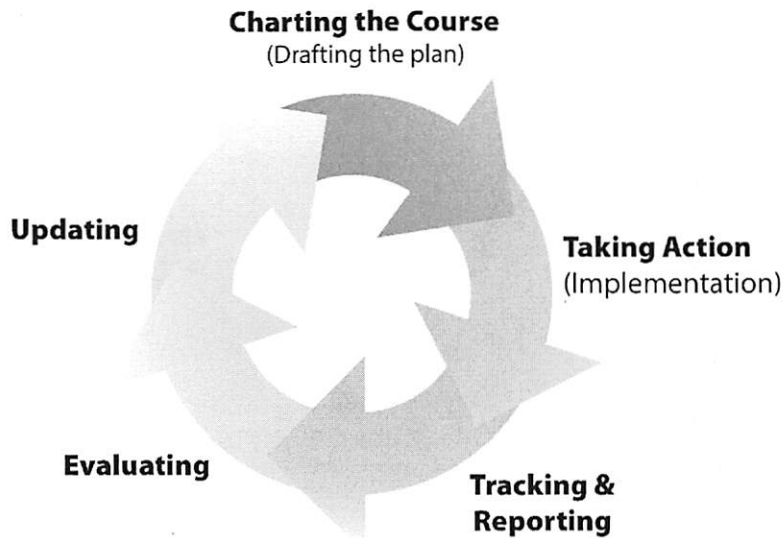 Charting the Course
(Drafting the plan)
Taking Action
(Implementation)
Tracking &
Reporting
Evaluating
Updating